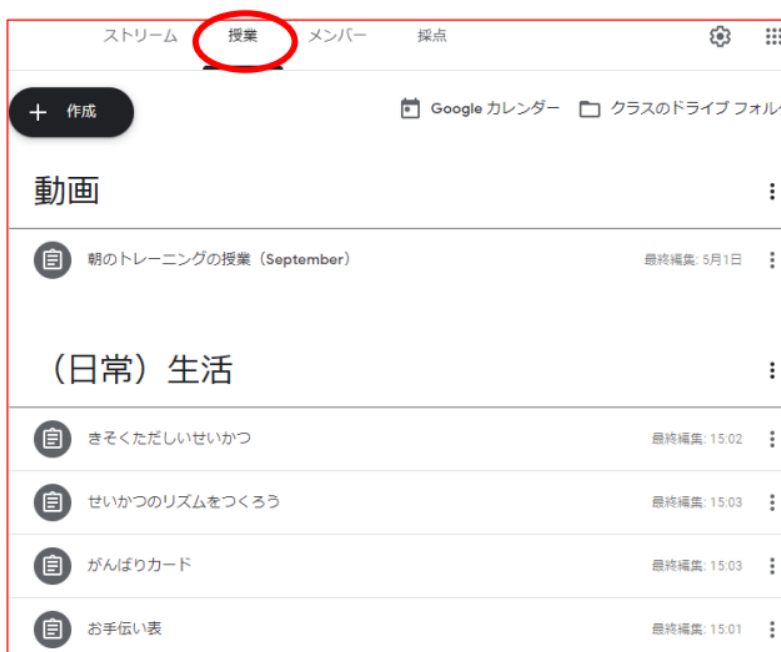 ストリーム 授業 メンバー 採点
+ 作成 Google カレンダー クラスのドライブ フォル
動画
朝のトレーニングの授業（September） 最終編集: 5月1日
（日常）生活
きそくただしいせいかつ 最終編集: 15:02
せいかつのリズムをつくろう 最終編集: 15:03
がんばりカード 最終編集: 15:03
お手伝い表 最終編集: 15:01